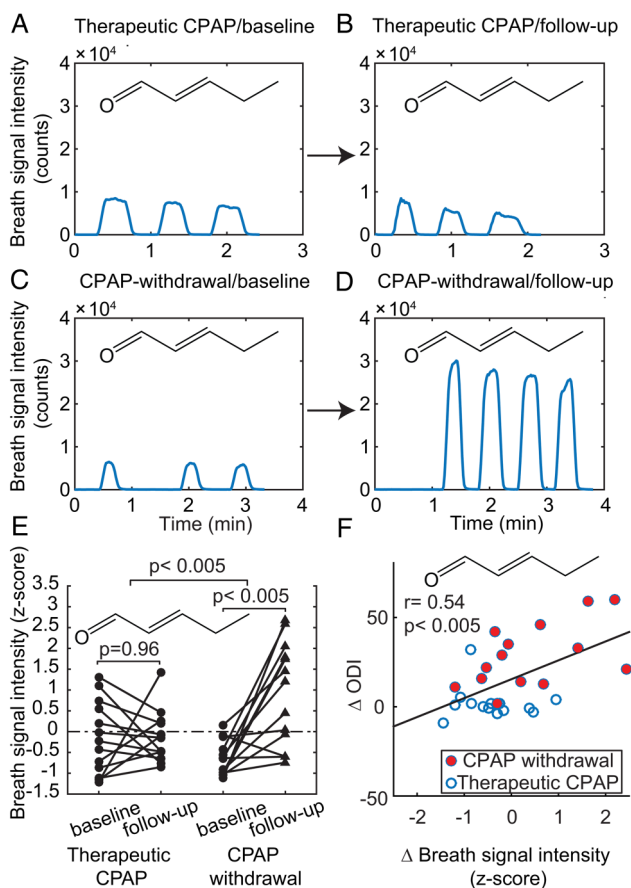 A Therapeutic CPAP/baseline
×10⁴
4
3
2
1
0
0 1 2 3
Breath signal intensity
(counts)
O
B Therapeutic CPAP/follow-up
×10⁴
4
3
2
1
0
0 1 2 3
O
C CPAP-withdrawal/baseline
×10⁴
4
3
2
1
0
0 1 2 3 4
Time (min)
Breath signal intensity
(counts)
O
D CPAP-withdrawal/follow-up
×10⁴
4
3
2
1
0
0 1 2 3 4
Time (min)
O
E
Breath signal intensity (z-score)
3.5
3
2.5
2
1.5
1
0.5
0
-0.5
-1
-1.5
p< 0.005
p< 0.005
p=0.96
O
baseline
follow-up
baseline
follow-up
Therapeutic
CPAP
CPAP
withdrawal
F
O
r= 0.54
p< 0.005
Δ ODI
50
0
-50
CPAP withdrawal
Therapeutic CPAP
-2 -1 0 1 2
Δ Breath signal intensity
(z-score)